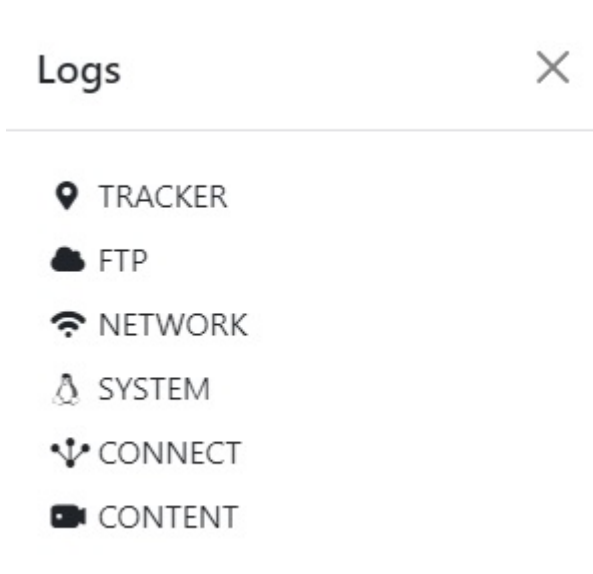 Logs
TRACKER
FTP
NETWORK
SYSTEM
CONNECT
CONTENT